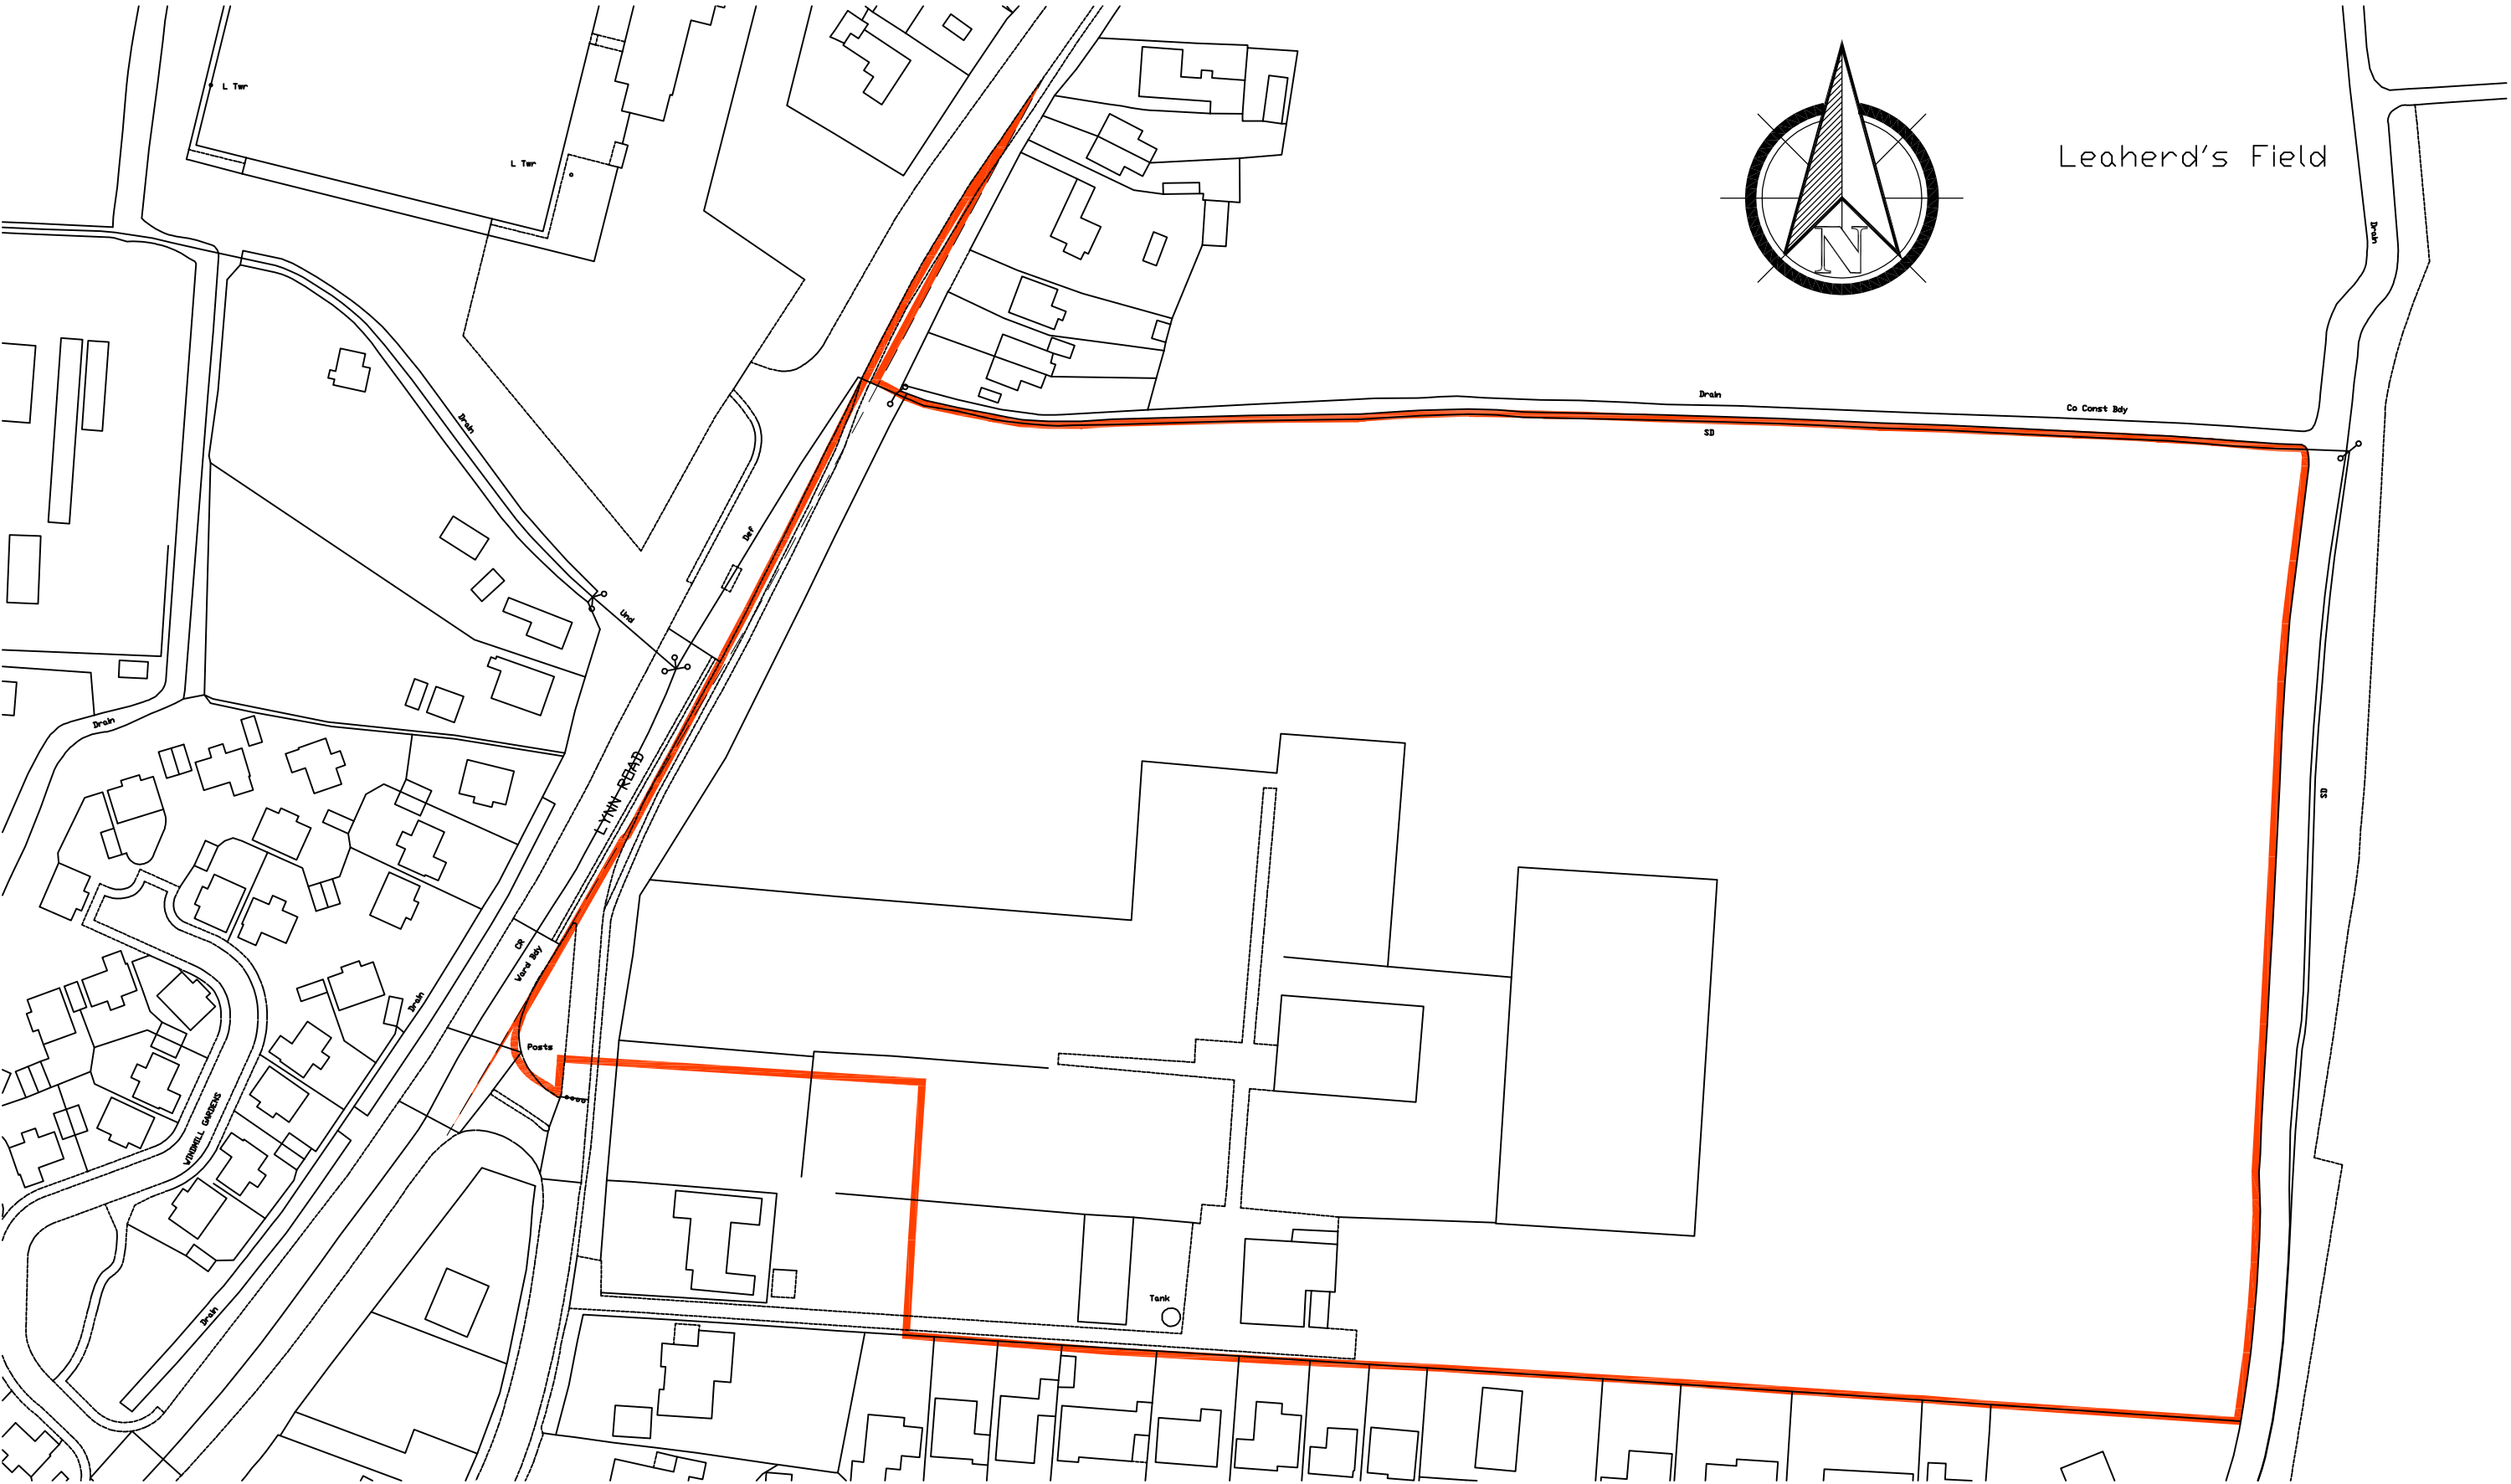 L Twr
L Twr
Leaherd's Field
N
Drain
Drain
Co Const Bdy
SD
Drain
Def
Und
Drain
LYNN ROAD
SD
CR
Ward Bdy
Drain
Posts
WINDMILL GARDENS
Tank
Drain